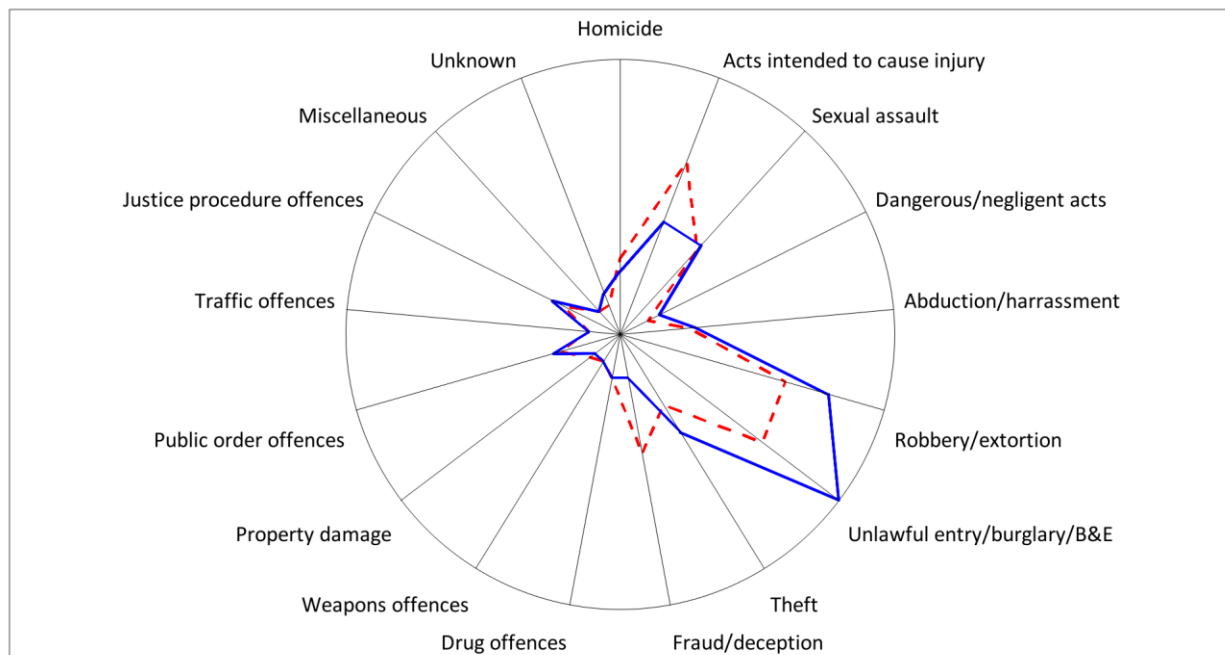 Homicide
Acts intended to cause injury
Sexual assault
Dangerous/negligent acts
Abduction/harrassment
Robbery/extortion
Unlawful entry/burglary/B&E
Theft
Fraud/deception
Drug offences
Weapons offences
Property damage
Public order offences
Traffic offences
Justice procedure offences
Miscellaneous
Unknown